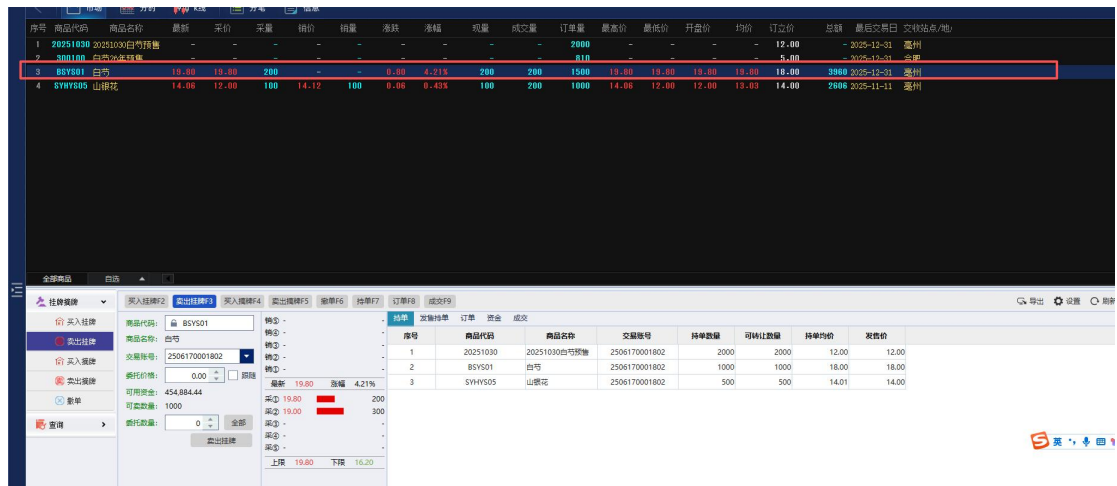 市场 分时 K线 分笔 信息
序号 商品代码 商品名称 最新 采价 采量 销价 销量 涨跌 涨幅 现量 成交量 订单量 最高价 最低价 开盘价 均价 订立价 总额 最后交易日 交收站点/地/
1 20251030 20251030白芍预售 - - - - - - - - - 2000 - - - - 12.00 - 2025-12-31 亳州
2 300100 白芍26年预售 - - - - - - - - - 810 - - - - 5.00 - 2025-12-31 合肥
3 BSYS01 白芍 19.80 19.80 200 - - 0.80 4.21% 200 200 1500 19.80 19.80 19.80 19.80 18.00 3960 2025-12-31 亳州
4 SYHYS05 山银花 14.06 12.00 100 14.12 100 0.06 0.43% 100 200 1000 14.06 12.00 12.00 13.03 14.00 2606 2025-11-11 亳州
全部商品 自选
挂牌摘牌
买入挂牌
卖出挂牌
买入摘牌
卖出摘牌
撤单
查询
买入挂牌F2 卖出挂牌F3 买入摘牌F4 卖出摘牌F5 撤单F6 持单F7 订单F8 成交F9
导出 设置 刷新
商品代码: BSYS01
商品名称: 白芍
交易账号: 2506170001802
委托价格: 0.00 跟随
可用资金: 454,884.44
可卖数量: 1000
委托数量: 0 全部
卖出挂牌
销⑤ - -
销④ - -
销③ - -
销② - -
销① - -
最新 19.80 涨幅 4.21%
采① 19.80 200
采② 19.00 300
采③ - -
采④ - -
采⑤ - -
上限 19.80 下限 16.20
持单 发售持单 订单 资金 成交
序号 商品代码 商品名称 交易账号 持单数量 可转让数量 持单均价 发售价
1 20251030 20251030白芍预售 2506170001802 2000 2000 12.00 12.00
2 BSYS01 白芍 2506170001802 1000 1000 18.00 18.00
3 SYHYS05 山银花 2506170001802 500 500 14.01 14.00
英